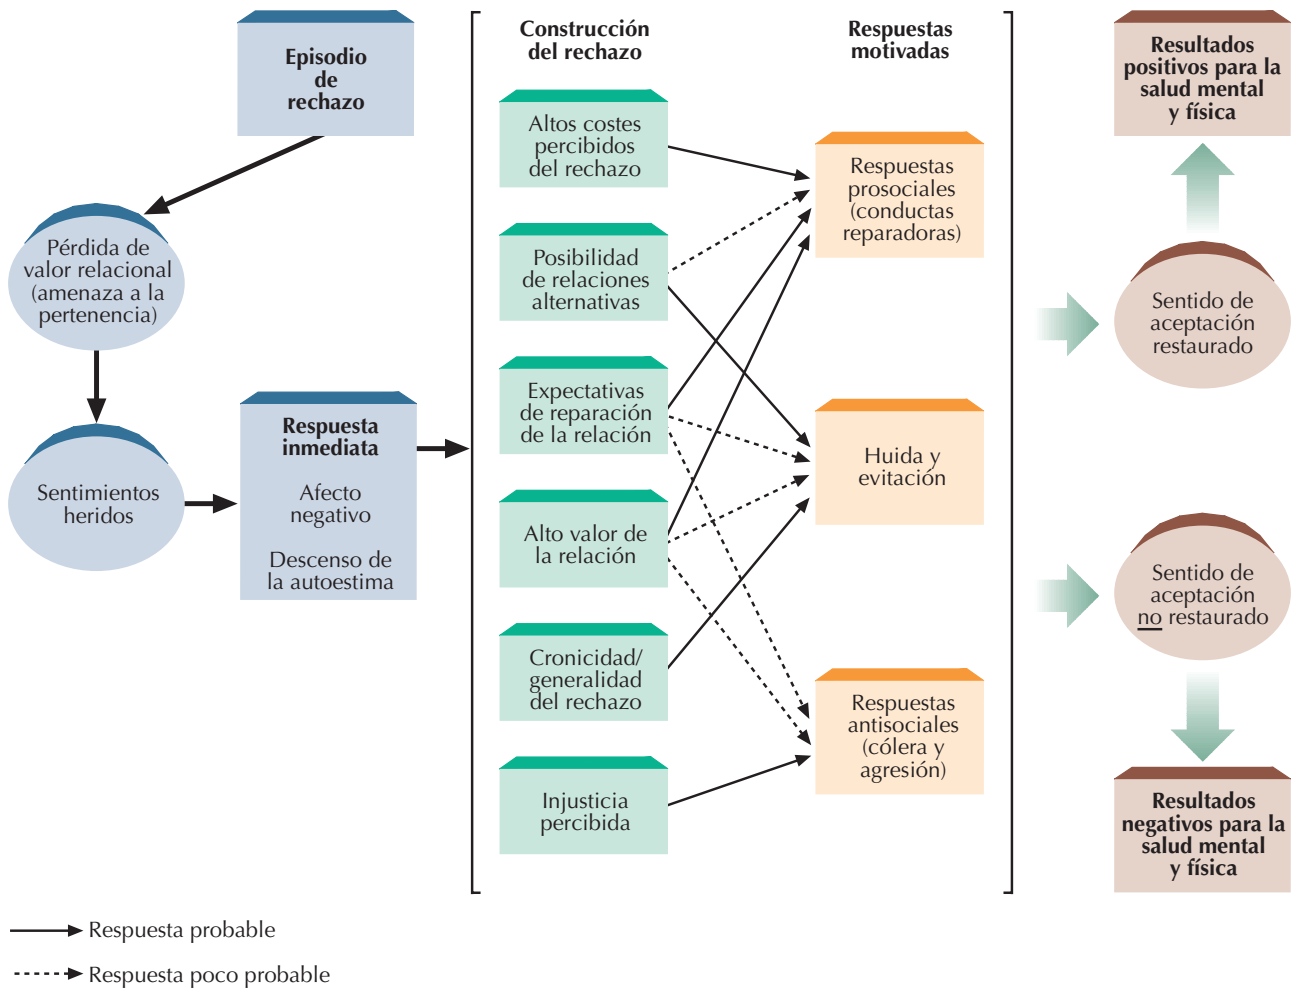 Episodio
de
rechazo
Pérdida de
valor relacional
(amenaza a la
pertenencia)
Sentimientos
heridos
Respuesta
inmediata
Afecto
negativo
Descenso de
la autoestima
Construcción
del rechazo
Altos costes
percibidos
del rechazo
Posibilidad
de relaciones
alternativas
Expectativas
de reparación
de la relación
Alto valor de
la relación
Cronicidad/
generalidad
del rechazo
Injusticia
percibida
Respuestas
motivadas
Respuestas
prosociales
(conductas
reparadoras)
Huida y
evitación
Respuestas
antisociales
(cólera y
agresión)
Resultados
positivos para la
salud mental
y física
Sentido de
aceptación
restaurado
Sentido de
aceptación
no restaurado
Resultados
negativos para la
salud mental
y física
Respuesta probable
Respuesta poco probable